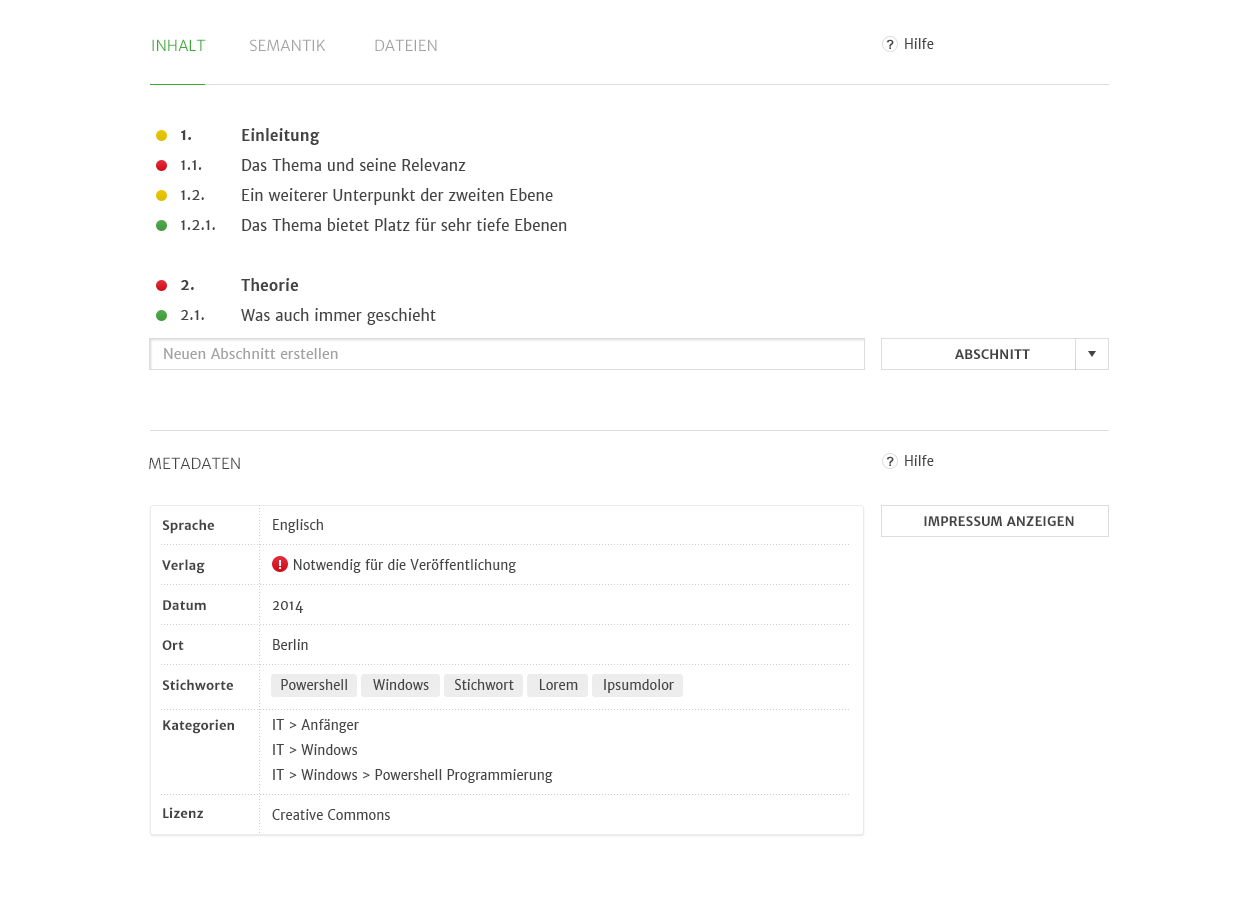 INHALT SEMANTIK DATEIEN ? Hilfe
1. Einleitung
1.1. Das Thema und seine Relevanz
1.2. Ein weiterer Unterpunkt der zweiten Ebene
1.2.1. Das Thema bietet Platz für sehr tiefe Ebenen
2. Theorie
2.1. Was auch immer geschieht
Neuen Abschnitt erstellen ABSCHNITT
METADATEN ? Hilfe
Sprache Englisch IMPRESSUM ANZEIGEN
Verlag ! Notwendig für die Veröffentlichung
Datum 2014
Ort Berlin
Stichworte Powershell Windows Stichwort Lorem Ipsumdolor
Kategorien IT > Anfänger
IT > Windows
IT > Windows > Powershell Programmierung
Lizenz Creative Commons